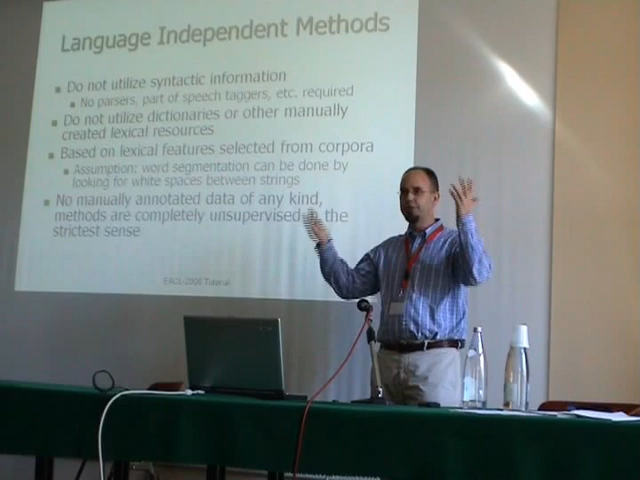 Language Independent Methods
Do not utilize syntactic information
No parsers, part of speech taggers, etc. required
Do not utilize dictionaries or other manually
created lexical resources
Based on lexical features selected from corpora
Assumption: word segmentation can be done by
looking for white spaces between strings
No manually annotated data of any kind,
methods are completely unsupervised the
strictest sense
EACL-2006 Tutorial